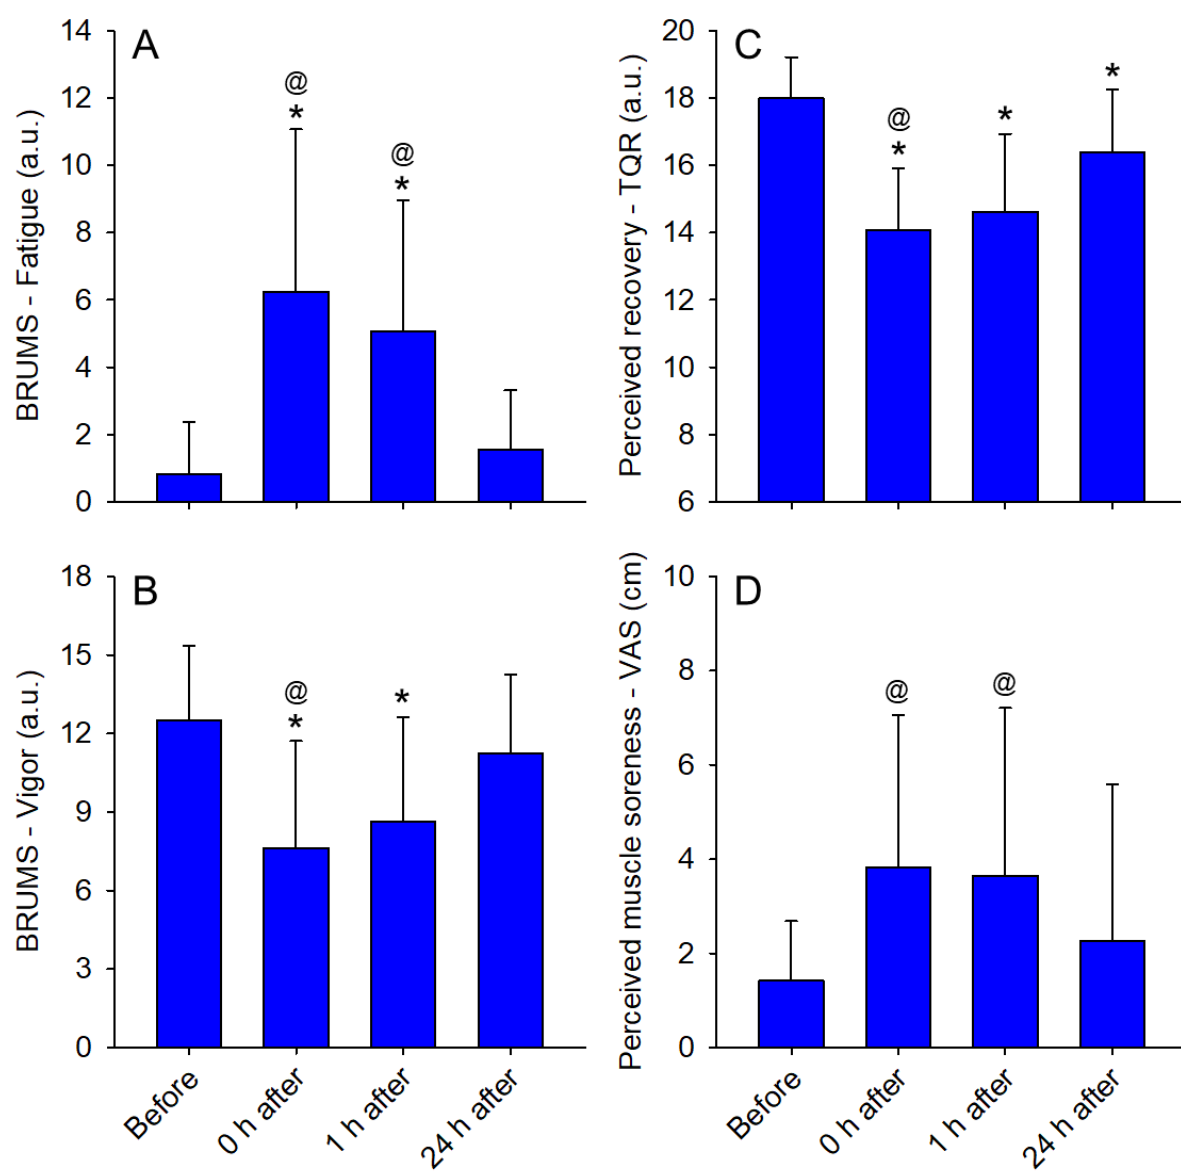 A
BRUMS - Fatigue (a.u.)
14
12
10
8
6
4
2
0
@
*
@
*
C
Perceived recovery - TQR (a.u.)
20
18
16
14
12
10
8
6
@
*
*
*
B
BRUMS - Vigor (a.u.)
18
15
12
9
6
3
0
@
*
*
Before
0 h after
1 h after
24 h after
D
Perceived muscle soreness - VAS (cm)
10
8
6
4
2
0
@
@
Before
0 h after
1 h after
24 h after